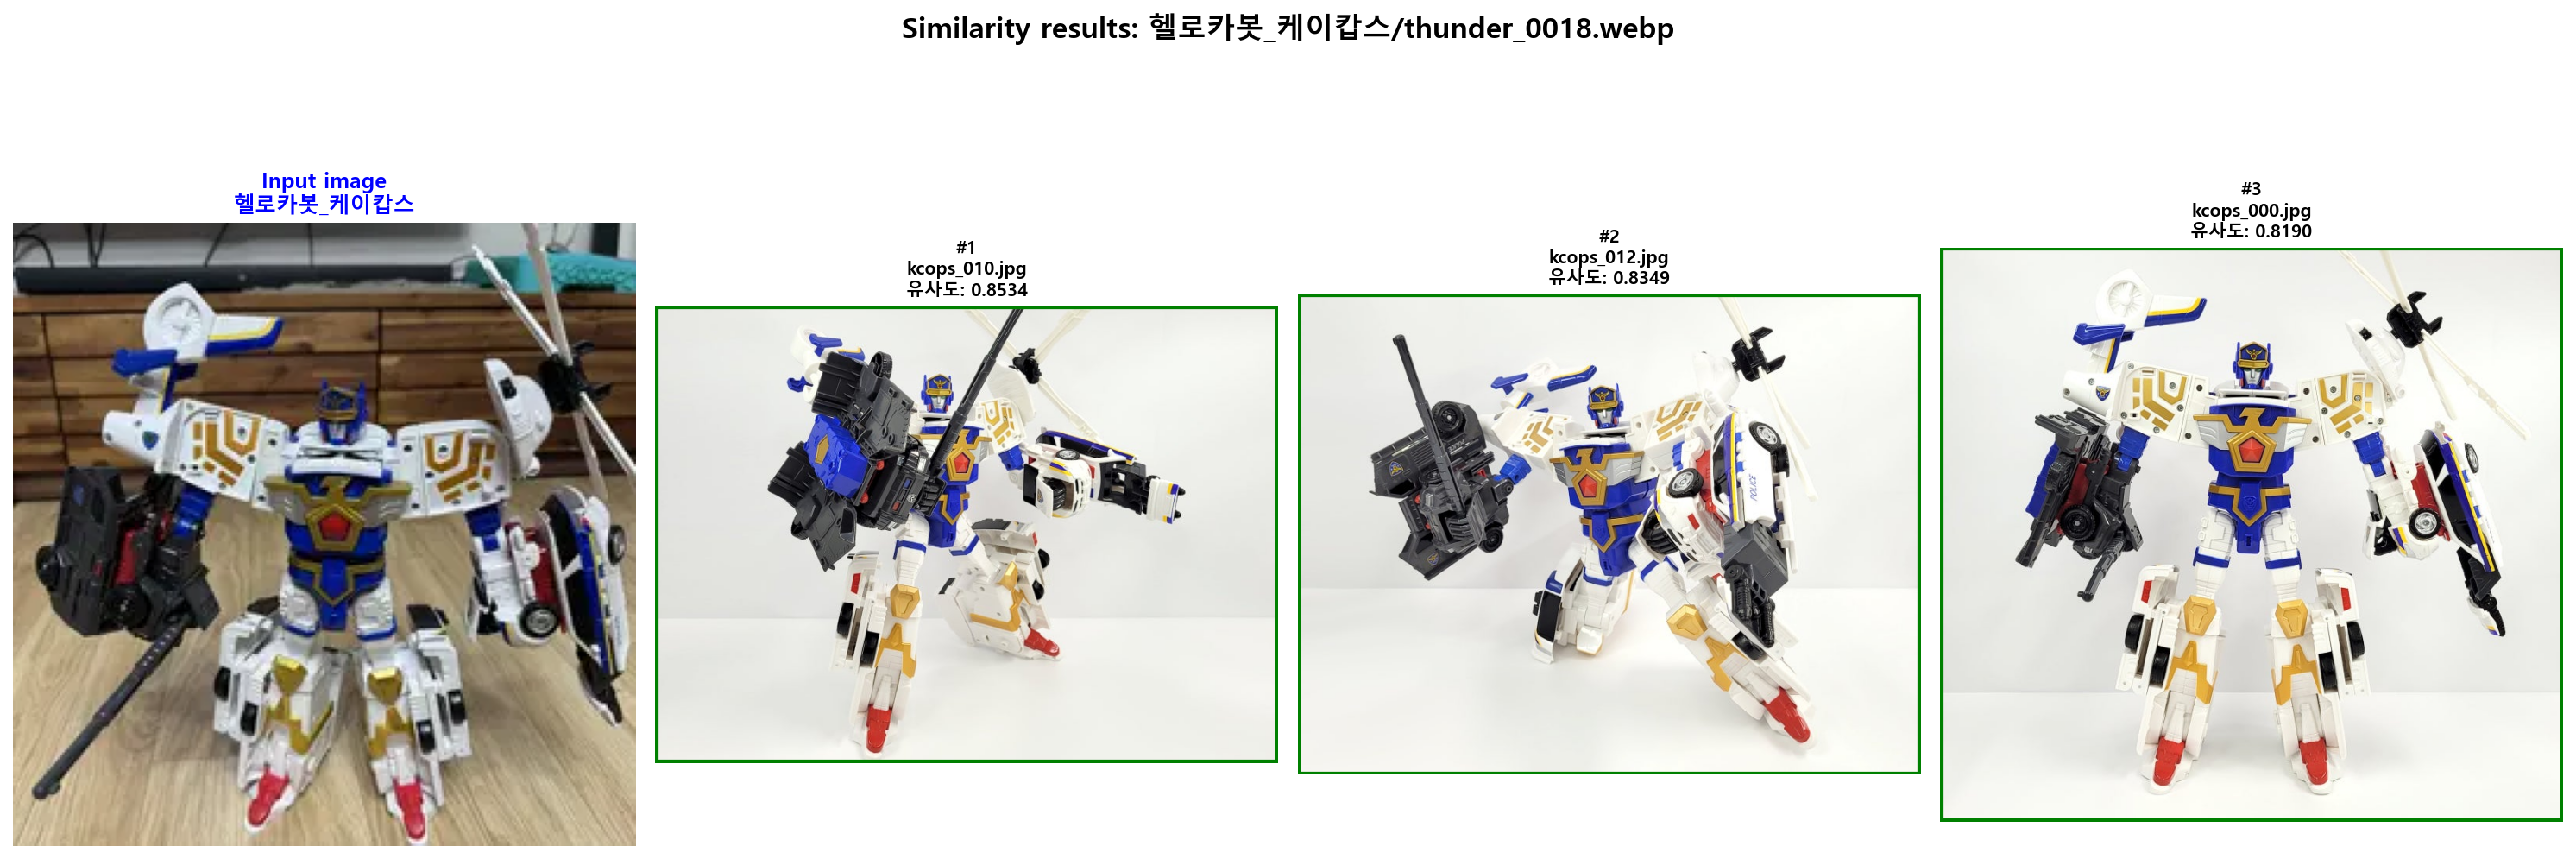 Similarity results: 헬로카봇_케이캅스/thunder_0018.webp
Input image
헬로카봇_케이캅스
#1
kcops_010.jpg
유사도: 0.8534
#2
kcops_012.jpg
유사도: 0.8349
#3
kcops_000.jpg
유사도: 0.8190
POLICE